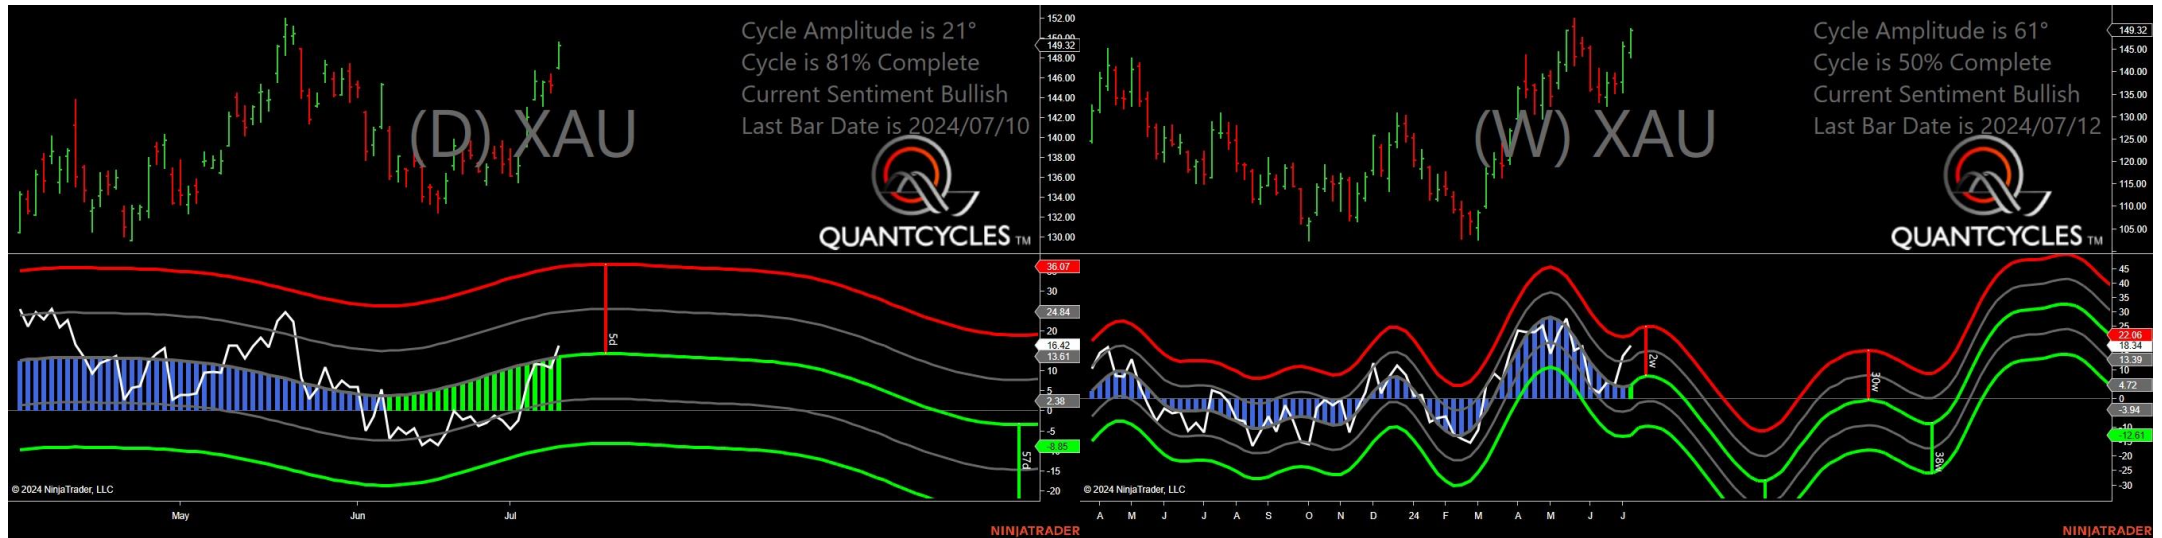 Cycle Amplitude is 21°
Cycle is 81% Complete
Current Sentiment Bullish
Last Bar Date is 2024/07/10
(D) XAU
QUANTCYCLES TM
152.00
150.00
149.32
148.00
146.00
144.00
142.00
140.00
138.00
136.00
134.00
132.00
130.00
36.07
30
24.84
20
16.42
13.61
10
5
2.38
0
-5
-8.85
-15
-20
5d
57d
© 2024 NinjaTrader, LLC
May Jun Jul
NINJATRADER
Cycle Amplitude is 61°
Cycle is 50% Complete
Current Sentiment Bullish
Last Bar Date is 2024/07/12
(W) XAU
QUANTCYCLES TM
149.32
145.00
140.00
135.00
130.00
125.00
120.00
115.00
110.00
105.00
45
40
35
30
25
22.06
18.34
13.39
10
4.72
0
-3.94
-10
-12.61
-20
-25
-30
2w
30w
38w
© 2024 NinjaTrader, LLC
A M J J A S O N D 24 F M A M J J
NINJATRADER